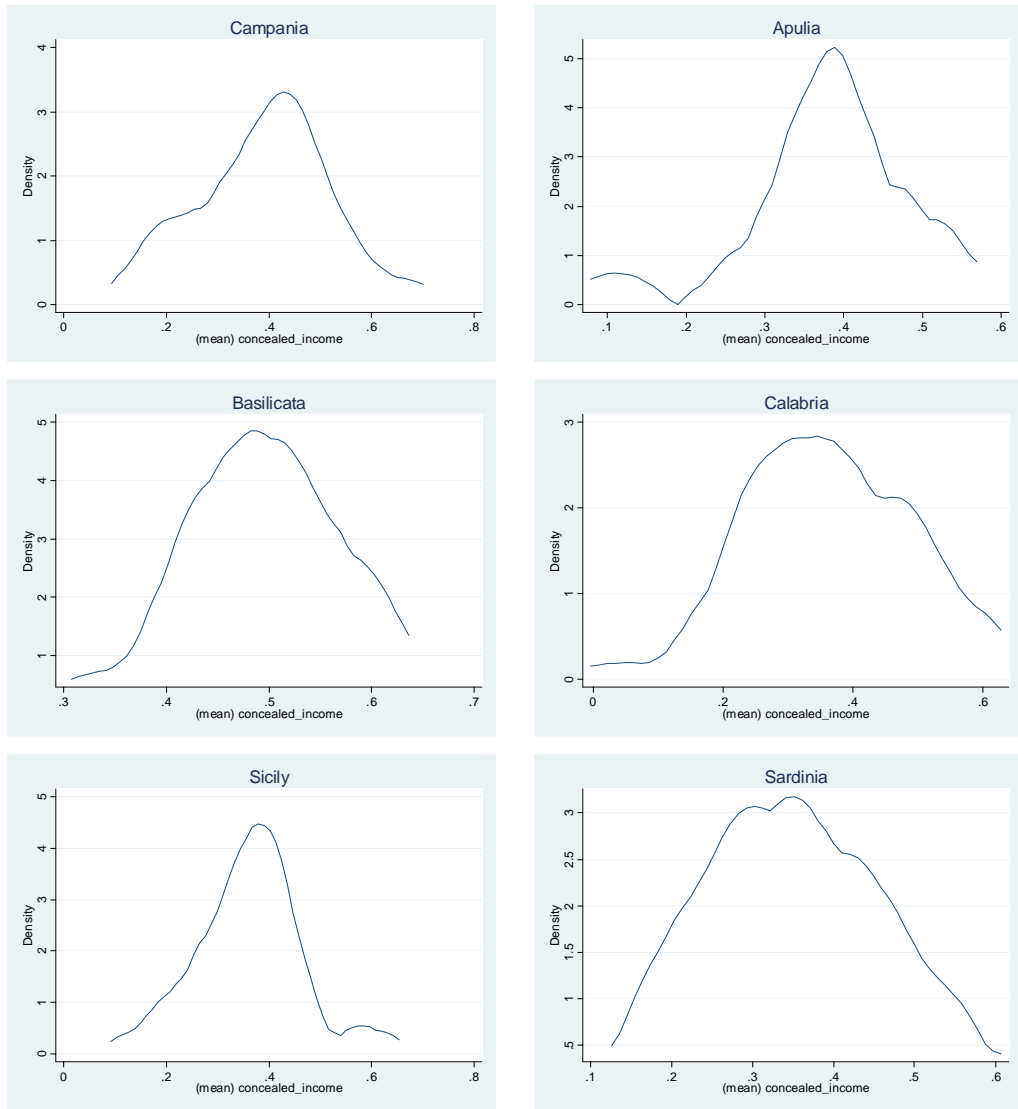 Campania
Density
4
3
2
1
0
0 .2 .4 .6 .8
(mean) concealed_income
Apulia
Density
5
4
3
2
1
0
.1 .2 .3 .4 .5 .6
(mean) concealed_income
Basilicata
Density
5
4
3
2
1
.3 .4 .5 .6 .7
(mean) concealed_income
Calabria
Density
3
2
1
0
0 .2 .4 .6
(mean) concealed_income
Sicily
Density
5
4
3
2
1
0
0 .2 .4 .6 .8
(mean) concealed_income
Sardinia
Density
3
2.5
2
1.5
1
.5
.1 .2 .3 .4 .5 .6
(mean) concealed_income